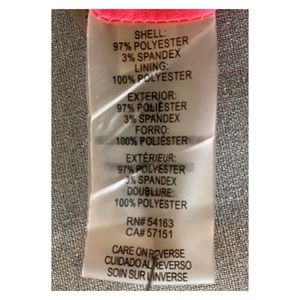 SHELL:
97% POLYESTER
3% SPANDEX
LINING:
100% POLYESTER
EXTERIOR:
97% POLIÉSTER
3% SPANDEX
FORRO:
100% POLIÉSTER
EXTÉRIEUR:
97% POLYESTER
3% SPANDEX
DOUBLURE:
100% POLYESTER
RN# 54163
CA# 57151
CARE ON REVERSE
CUIDADO AL REVERSO
SOIN SUR L'INVERSE